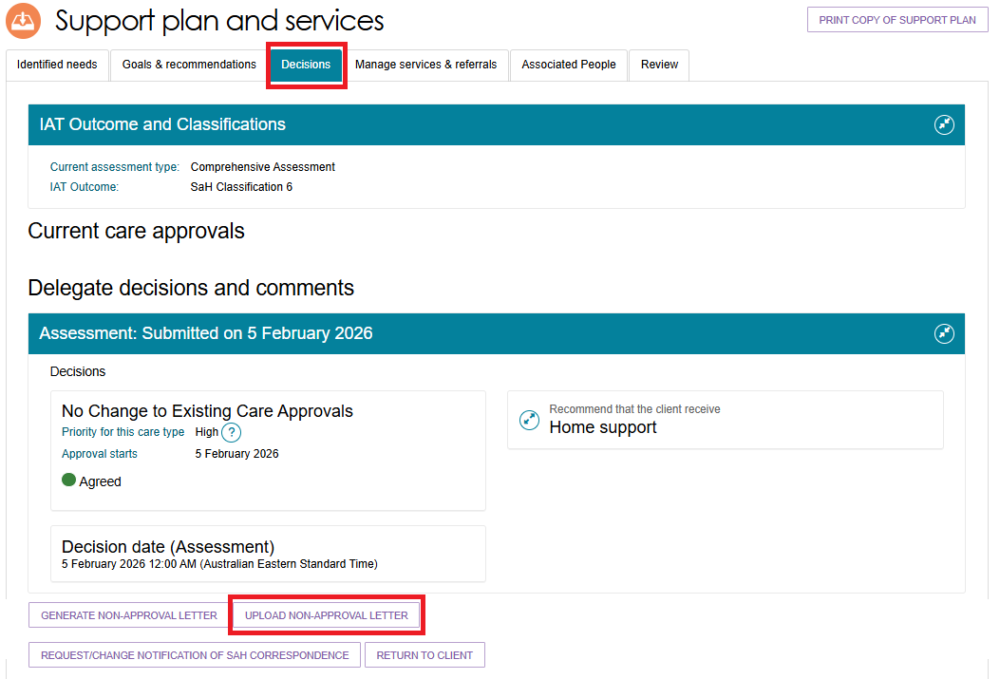 Support plan and services
PRINT COPY OF SUPPORT PLAN
Identified needs
Goals & recommendations
Decisions
Manage services & referrals
Associated People
Review
IAT Outcome and Classifications
Current assessment type: Comprehensive Assessment
IAT Outcome: SaH Classification 6
Current care approvals
Delegate decisions and comments
Assessment: Submitted on 5 February 2026
Decisions
No Change to Existing Care Approvals
Priority for this care type High ?
Approval starts 5 February 2026
Agreed
Recommend that the client receive
Home support
Decision date (Assessment)
5 February 2026 12:00 AM (Australian Eastern Standard Time)
GENERATE NON-APPROVAL LETTER
UPLOAD NON-APPROVAL LETTER
REQUEST/CHANGE NOTIFICATION OF SAH CORRESPONDENCE
RETURN TO CLIENT